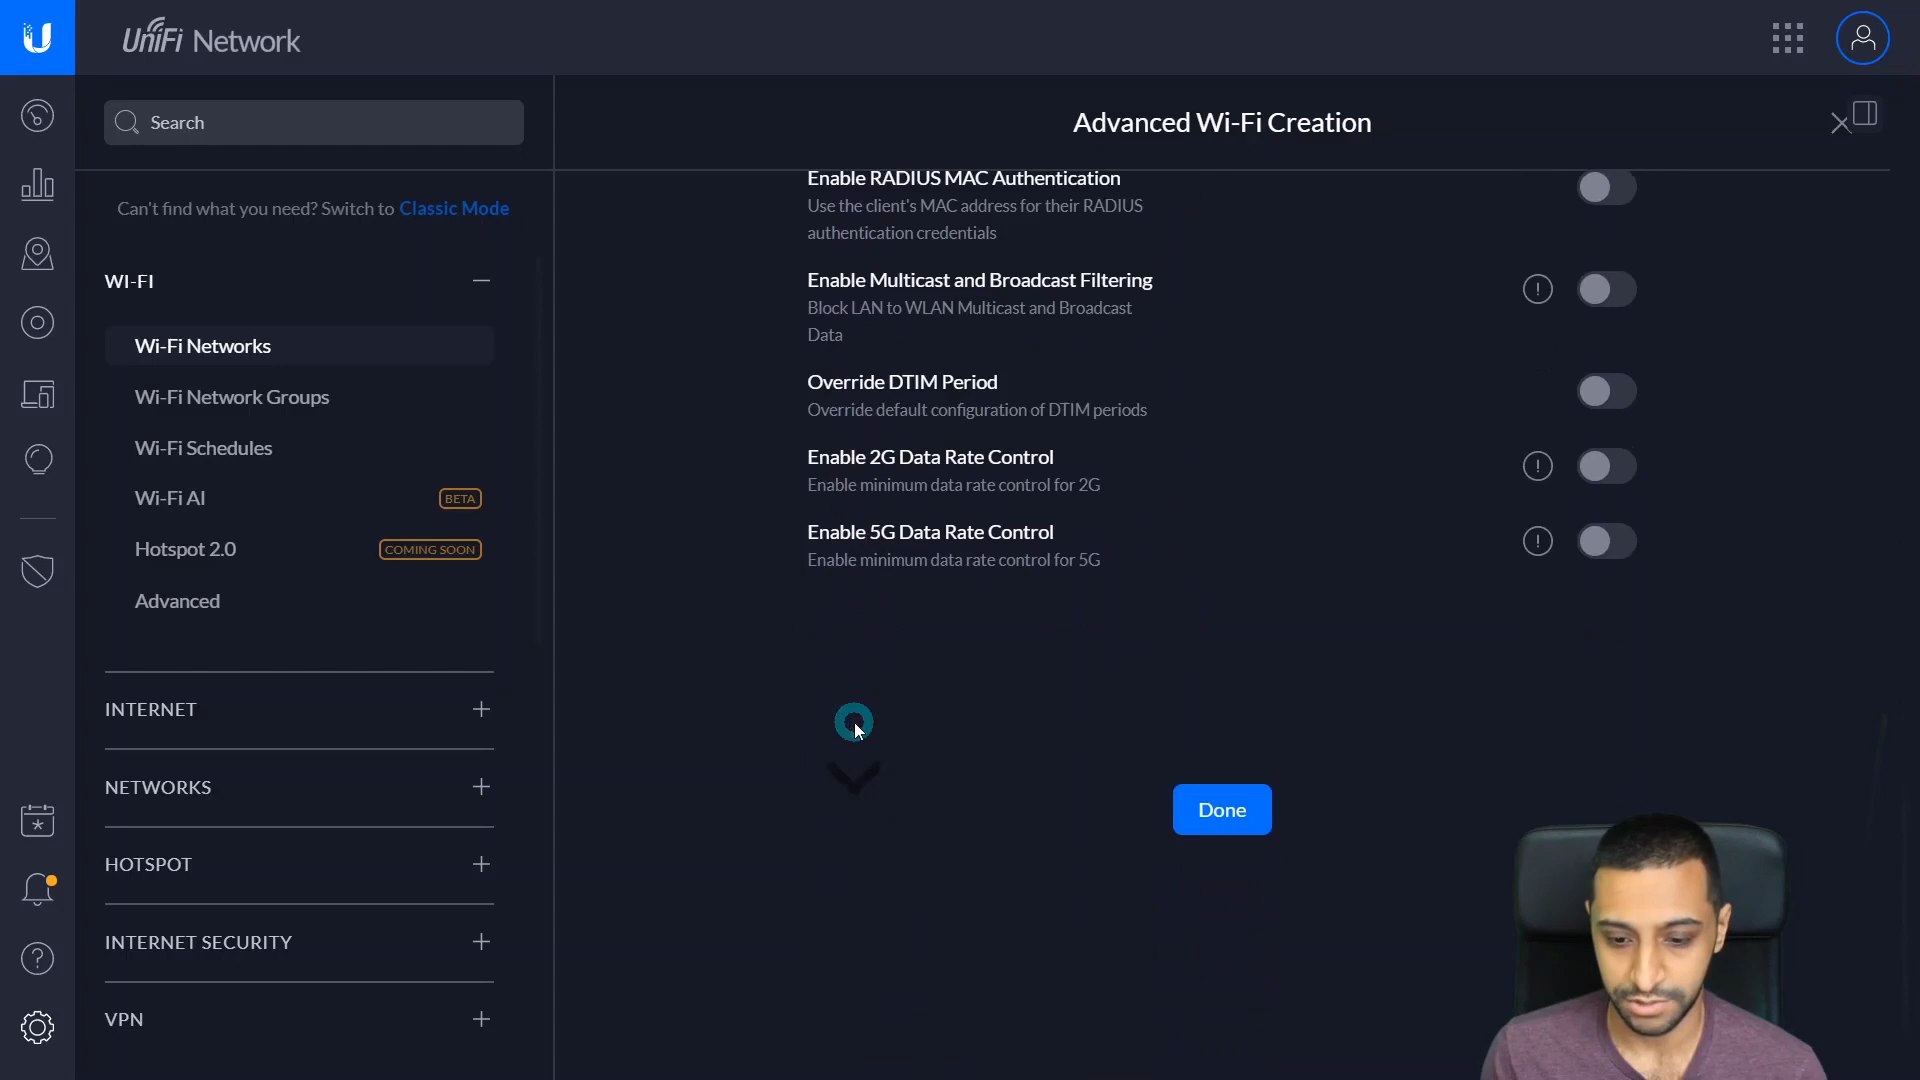 UniFi Network
Search
Advanced Wi-Fi Creation
Can't find what you need? Switch to Classic Mode
WI-FI
Wi-Fi Networks
Wi-Fi Network Groups
Wi-Fi Schedules
Wi-Fi AI
BETA
Hotspot 2.0
COMING SOON
Advanced
INTERNET
NETWORKS
HOTSPOT
INTERNET SECURITY
VPN
Enable RADIUS MAC Authentication
Use the client's MAC address for their RADIUS
authentication credentials
Enable Multicast and Broadcast Filtering
Block LAN to WLAN Multicast and Broadcast
Data
Override DTIM Period
Override default configuration of DTIM periods
Enable 2G Data Rate Control
Enable minimum data rate control for 2G
Enable 5G Data Rate Control
Enable minimum data rate control for 5G
Done